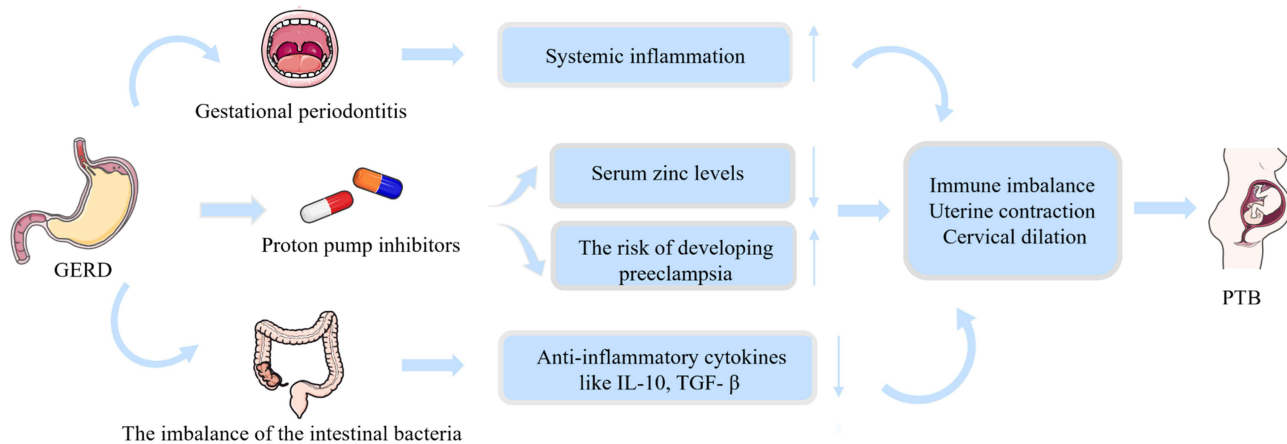 Systemic inflammation
Gestational periodontitis
Serum zinc levels
Immune imbalance
Uterine contraction
Cervical dilation
Proton pump inhibitors
The risk of developing
preeclampsia
GERD
PTB
Anti-inflammatory cytokines
like IL-10, TGF- β
The imbalance of the intestinal bacteria